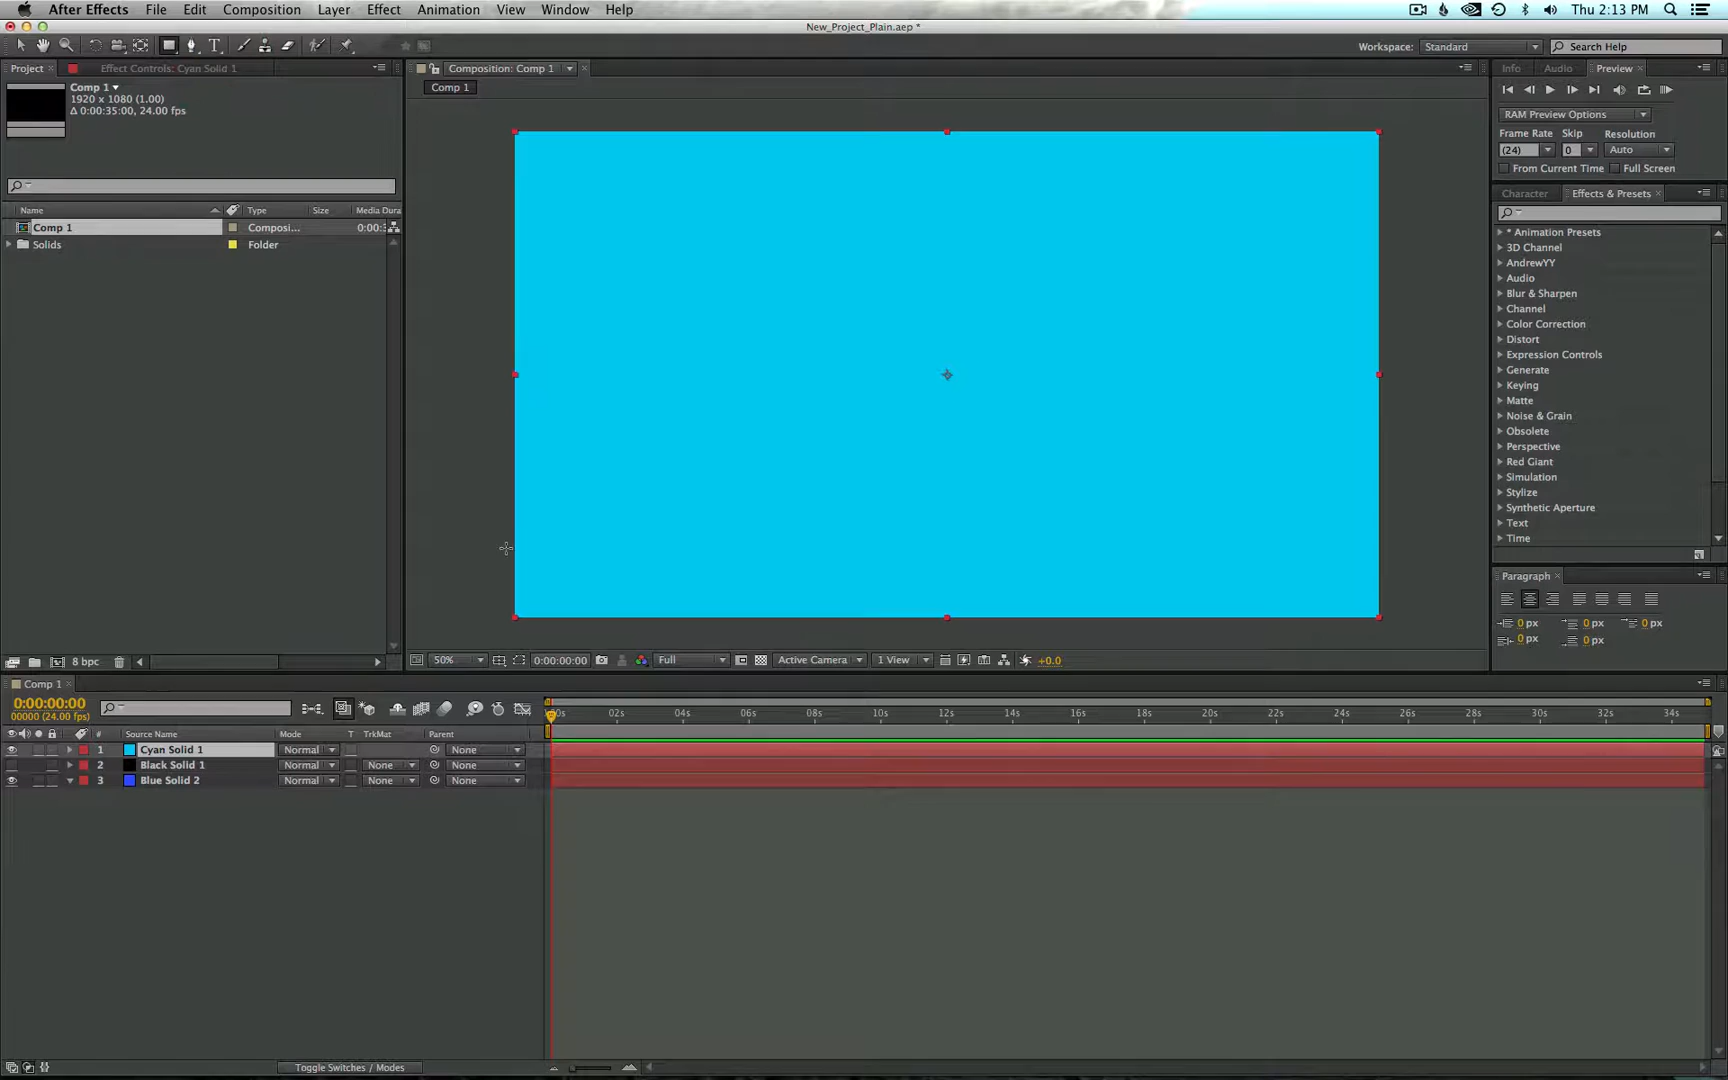 After Effects File Edit Composition Layer Effect Animation View Window Help Thu 2:13 PM
New_Project_Plain.aep *
Workspace: Standard Search Help
Project Effect Controls: Cyan Solid 1 Composition: Comp 1 Info Audio Preview
Comp 1
1920 x 1080 (1.00)
Δ 0:00:35:00, 24.00 fps
Comp 1
RAM Preview Options
Frame Rate Skip Resolution
(24) 0 Auto
From Current Time Full Screen
Character Effects & Presets
Name Type Size Media Dura
Comp 1 Composi... 0:00:3
Solids Folder
* Animation Presets
3D Channel
AndrewYY
Audio
Blur & Sharpen
Channel
Color Correction
Distort
Expression Controls
Generate
Keying
Matte
Noise & Grain
Obsolete
Perspective
Red Giant
Simulation
Stylize
Synthetic Aperture
Text
Time
Paragraph
0 px 0 px 0 px
0 px 0 px
8 bpc 50% 0:00:00:00 Full Active Camera 1 View +0.0
Comp 1
0:00:00:00
00000 (24.00 fps)
0s 02s 04s 06s 08s 10s 12s 14s 16s 18s 20s 22s 24s 26s 28s 30s 32s 34s
# Source Name Mode T TrkMat Parent
1 Cyan Solid 1 Normal None
2 Black Solid 1 Normal None None
3 Blue Solid 2 Normal None None
Toggle Switches / Modes